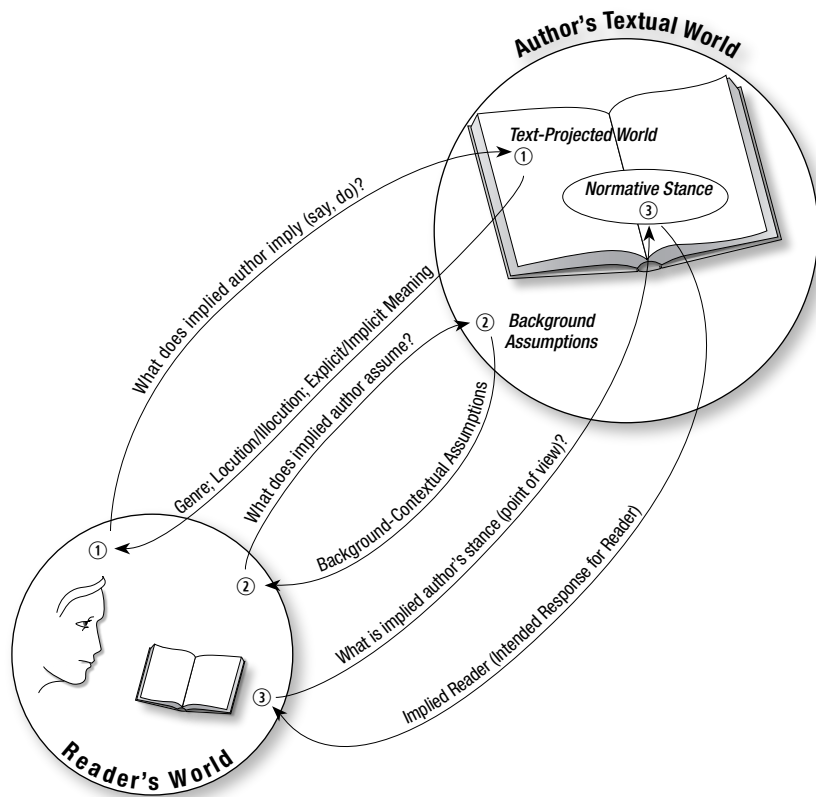 Author's Textual World
Text-Projected World
①
Normative Stance
③
② Background
Assumptions
What does implied author imply (say, do)?
Genre; Locution/Illocution; Explicit/Implicit Meaning
What does implied author assume?
Background-Contextual Assumptions
What is implied author's stance (point of view)?
Implied Reader (Intended Response for Reader)
①
②
③
Reader's World